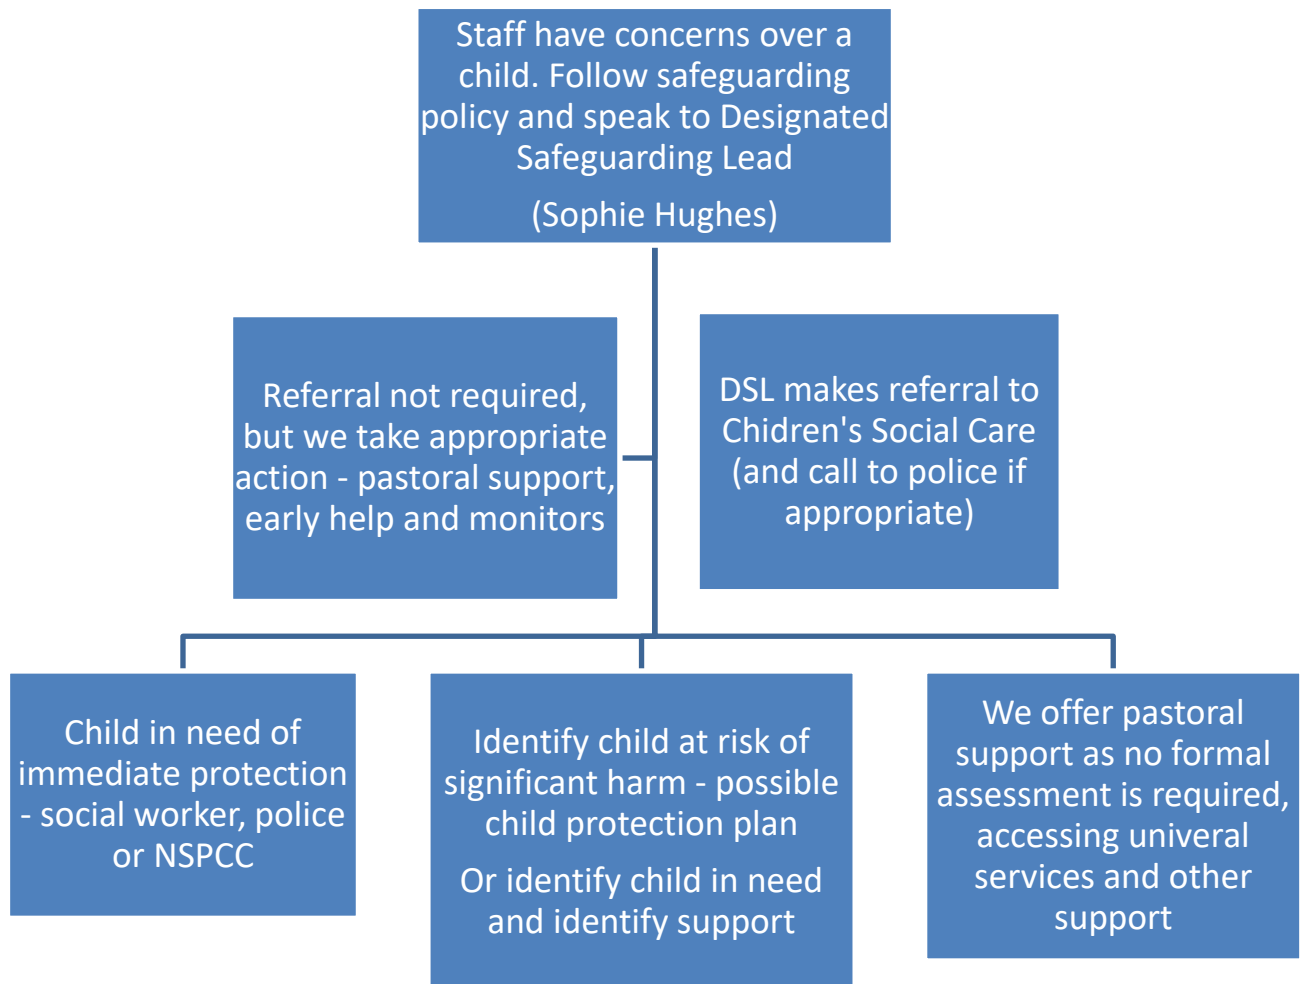 Staff have concerns over a
child. Follow safeguarding
policy and speak to Designated
Safeguarding Lead
(Sophie Hughes)
Referral not required,
but we take appropriate
action - pastoral support,
early help and monitors
DSL makes referral to
Chidren's Social Care
(and call to police if
appropriate)
Child in need of
immediate protection
- social worker, police
or NSPCC
Identify child at risk of
significant harm - possible
child protection plan
Or identify child in need
and identify support
We offer pastoral
support as no formal
assessment is required,
accessing univeral
services and other
support